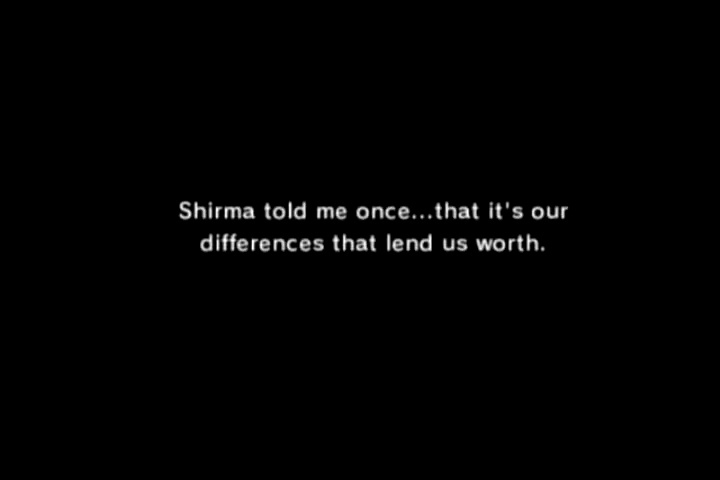 Shirma told me once...that it's our
differences that lend us worth.